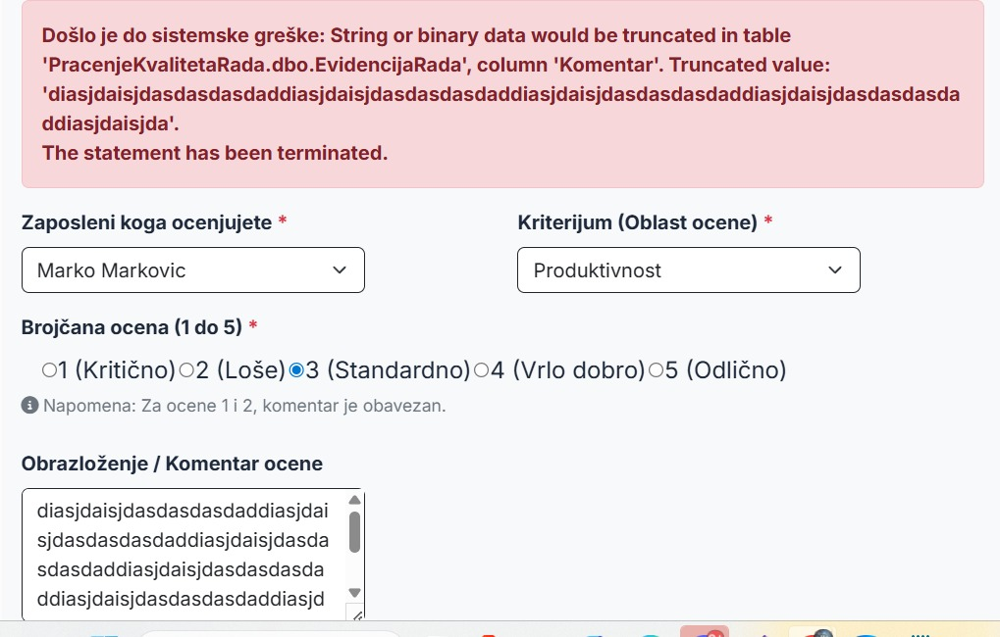 Došlo je do sistemske greške: String or binary data would be truncated in table
'PracenjeKvalitetaRada.dbo.EvidencijaRada', column 'Komentar'. Truncated value:
'diasjdaisjdasdasdasdaddiasjdaisjdasdasdasdaddiasjdaisjdasdasdasdaddiasjdaisjdasdasdasda
ddiasjdaisjda'.
The statement has been terminated.
Zaposleni koga ocenjujete *
Kriterijum (Oblast ocene) *
Marko Markovic
Produktivnost
Brojčana ocena (1 do 5) *
1 (Kritično) 2 (Loše) 3 (Standardno) 4 (Vrlo dobro) 5 (Odlično)
Napomena: Za ocene 1 i 2, komentar je obavezan.
Obrazloženje / Komentar ocene
diasjdaisjdasdasdasdaddiasjdai
sjdasdasdasdaddiasjdaisjdasda
sdasdaddiasjdaisjdasdasdasda
ddiasjdaisjdasdasdasdaddiasjd